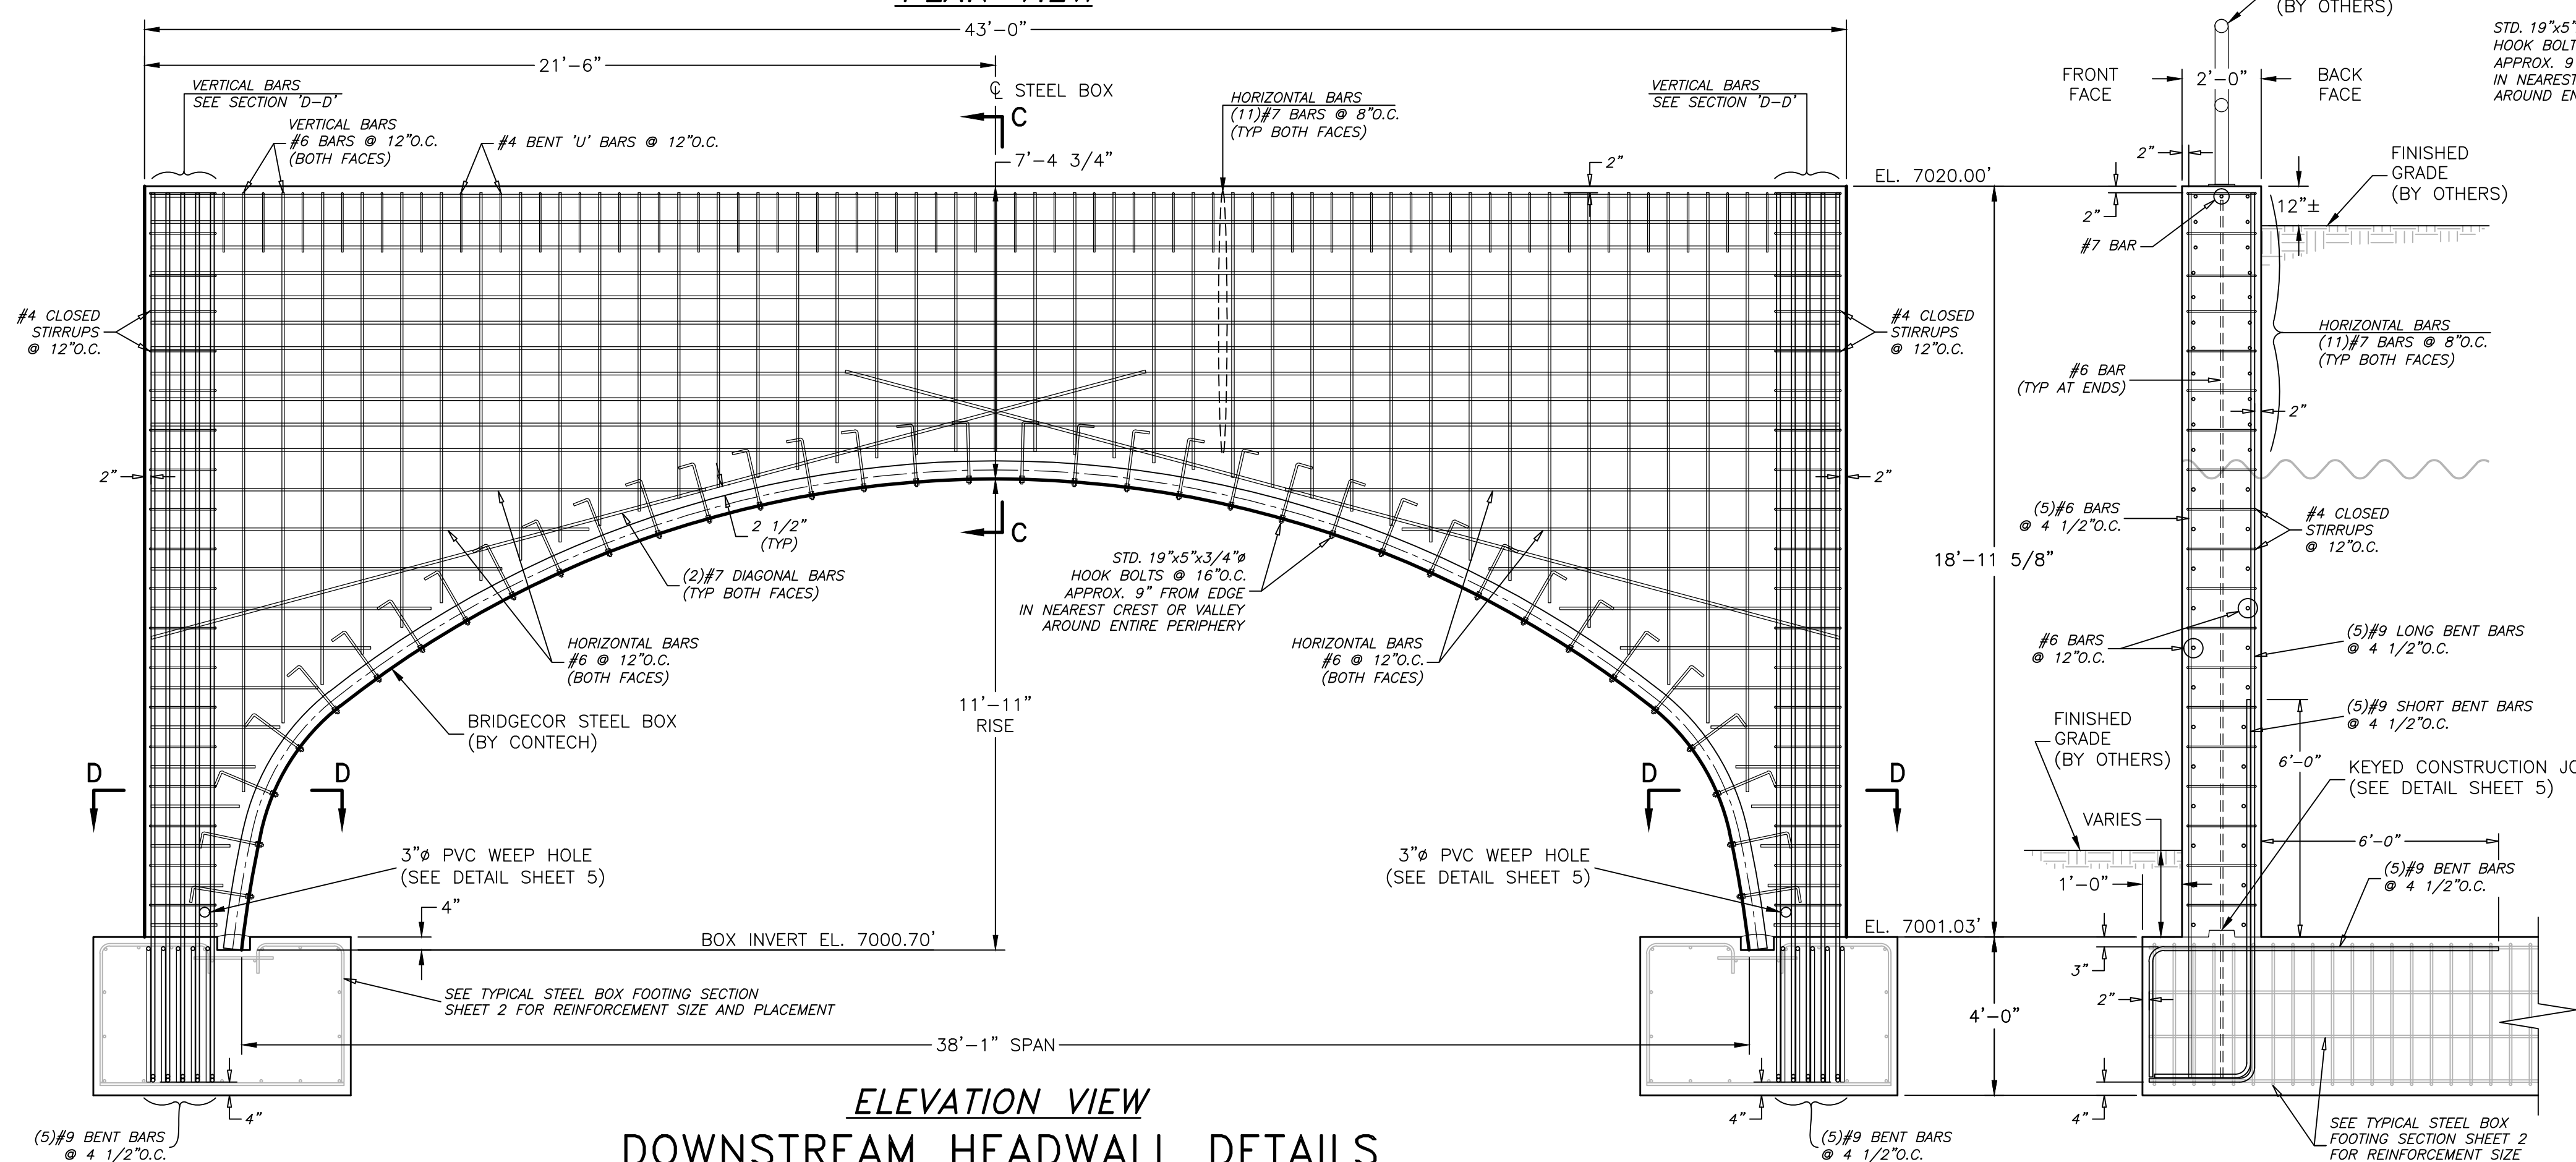 PLAN VIEW
43'-0"
21'-6"
℄ STEEL BOX
C
VERTICAL BARS
SEE SECTION 'D-D'
VERTICAL BARS
#6 BARS @ 12"O.C.
(BOTH FACES)
#4 BENT 'U' BARS @ 12"O.C.
7'-4 3/4"
HORIZONTAL BARS
(11)#7 BARS @ 8"O.C.
(TYP BOTH FACES)
VERTICAL BARS
SEE SECTION 'D-D'
2"
EL. 7020.00'
#4 CLOSED
STIRRUPS
@ 12"O.C.
#4 CLOSED
STIRRUPS
@ 12"O.C.
2"
2"
2 1/2"
(TYP)
C
(2)#7 DIAGONAL BARS
(TYP BOTH FACES)
STD. 19"x5"x3/4"ø
HOOK BOLTS @ 16"O.C.
APPROX. 9" FROM EDGE
IN NEAREST CREST OR VALLEY
AROUND ENTIRE PERIPHERY
HORIZONTAL BARS
#6 @ 12"O.C.
(BOTH FACES)
HORIZONTAL BARS
#6 @ 12"O.C.
(BOTH FACES)
18'-11 5/8"
BRIDGECOR STEEL BOX
(BY CONTECH)
11'-11"
RISE
D
D
D
D
3"ø PVC WEEP HOLE
(SEE DETAIL SHEET 5)
3"ø PVC WEEP HOLE
(SEE DETAIL SHEET 5)
4"
BOX INVERT EL. 7000.70'
EL. 7001.03'
SEE TYPICAL STEEL BOX FOOTING SECTION
SHEET 2 FOR REINFORCEMENT SIZE AND PLACEMENT
4'-0"
38'-1" SPAN
4"
4"
(5)#9 BENT BARS
@ 4 1/2"O.C.
(5)#9 BENT BARS
@ 4 1/2"O.C.
ELEVATION VIEW
DOWNSTREAM HEADWALL DETAILS
(BY OTHERS)
STD. 19"x5"
HOOK BOLT
APPROX. 9
IN NEAREST
AROUND EN
FRONT
FACE
2'-0"
BACK
FACE
2"
FINISHED
GRADE
(BY OTHERS)
12"±
2"
#7 BAR
HORIZONTAL BARS
(11)#7 BARS @ 8"O.C.
(TYP BOTH FACES)
#6 BAR
(TYP AT ENDS)
2"
(5)#6 BARS
@ 4 1/2"O.C.
#4 CLOSED
STIRRUPS
@ 12"O.C.
#6 BARS
@ 12"O.C.
(5)#9 LONG BENT BARS
@ 4 1/2"O.C.
(5)#9 SHORT BENT BARS
@ 4 1/2"O.C.
FINISHED
GRADE
(BY OTHERS)
6'-0"
KEYED CONSTRUCTION JO
(SEE DETAIL SHEET 5)
VARIES
6'-0"
1'-0"
(5)#9 BENT BARS
@ 4 1/2"O.C.
3"
2"
4"
SEE TYPICAL STEEL BOX
FOOTING SECTION SHEET 2
FOR REINFORCEMENT SIZE